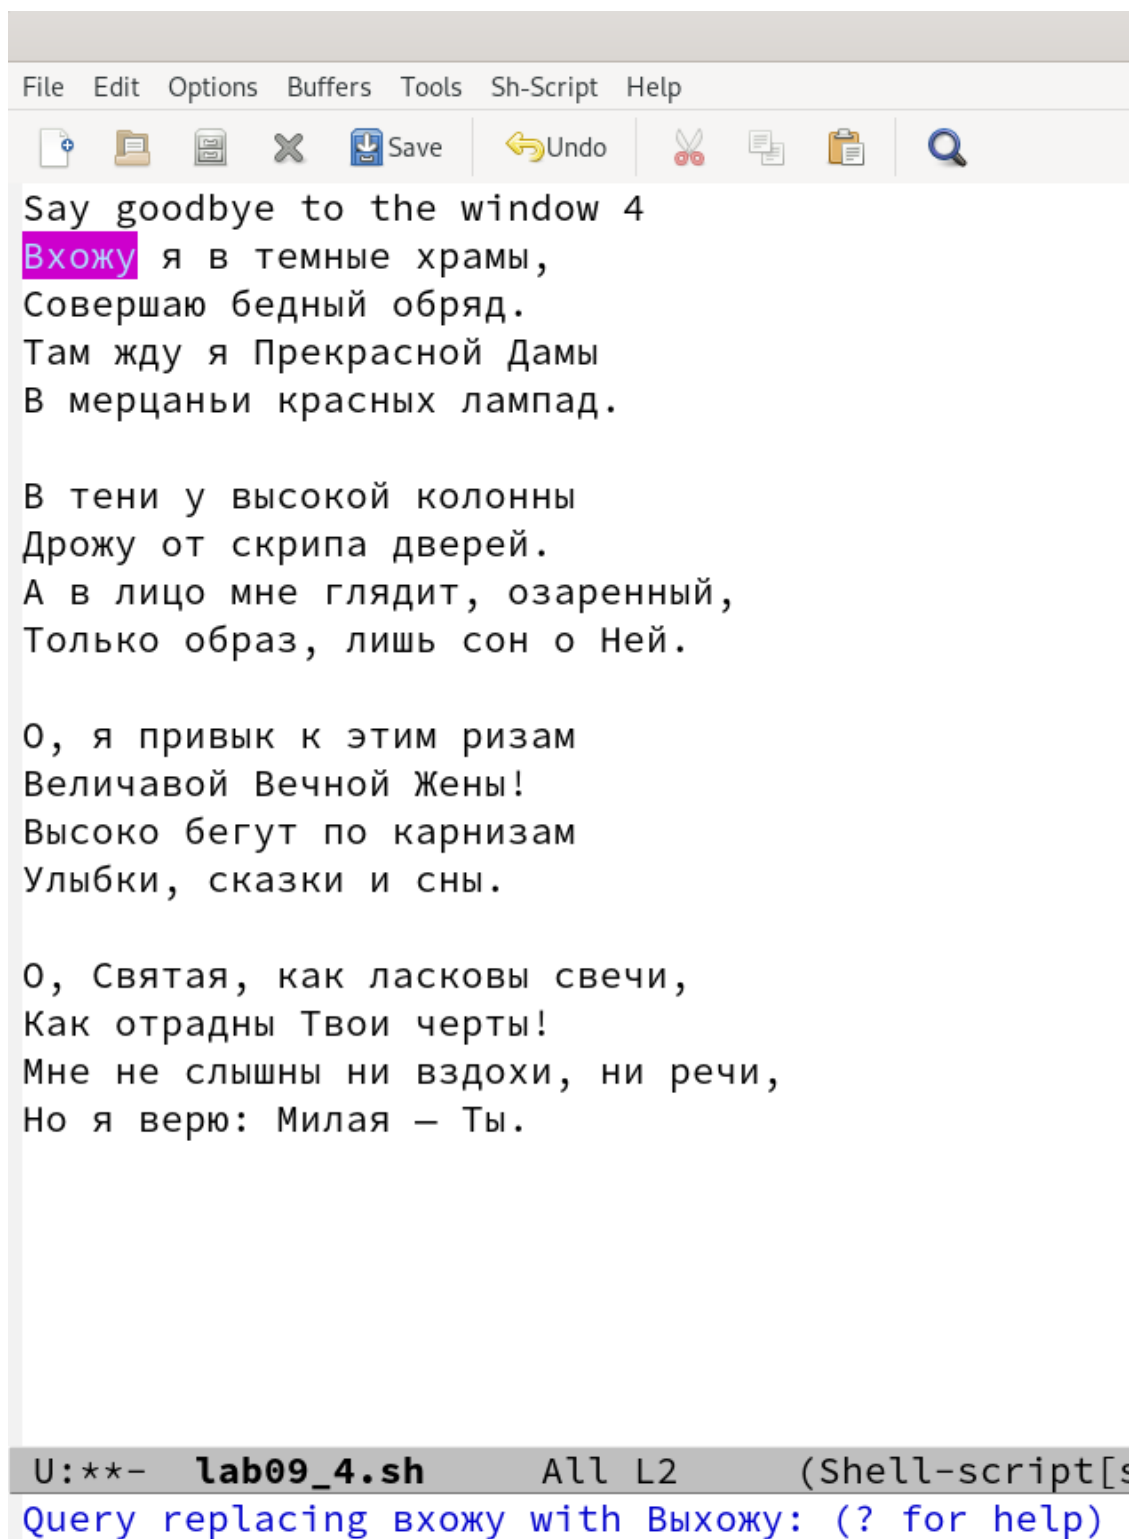 File Edit Options Buffers Tools Sh-Script Help
Save Undo
Say goodbye to the window 4
Вхожу я в темные храмы,
Совершаю бедный обряд.
Там жду я Прекрасной Дамы
В мерцаньи красных лампад.
В тени у высокой колонны
Дрожу от скрипа дверей.
А в лицо мне глядит, озаренный,
Только образ, лишь сон о Ней.
О, я привык к этим ризам
Величавой Вечной Жены!
Высоко бегут по карнизам
Улыбки, сказки и сны.
О, Святая, как ласковы свечи,
Как отрадны Твои черты!
Мне не слышны ни вздохи, ни речи,
Но я верю: Милая — Ты.
U:**- lab09_4.sh All L2 (Shell-script[s
Query replacing вхожу with Выхожу: (? for help)